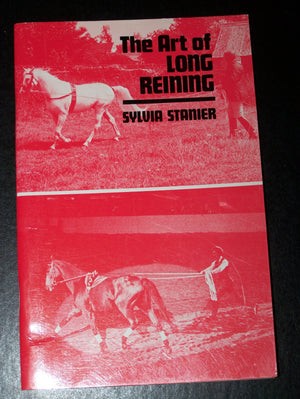 The Art of
LONG
REINING
SYLVIA STANIER